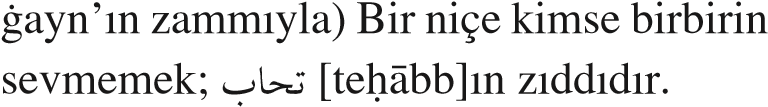 ġayn’ın zammıyla) Bir niçe kimse birbirin
sevmemek; تحاب [teḥābb]ın zıddıdır.